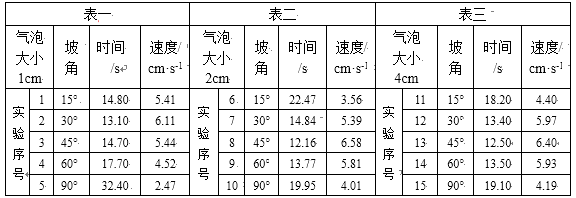 表一 表二 表三
气泡大小1cm 坡角 时间/s 速度/cm·s-1 气泡大小2cm 坡角 时间/s 速度/cm·s-1 气泡大小4cm 坡角 时间/s 速度/cm·s-1
实验序号 1 15° 14.80 5.41 实验序号 6 15° 22.47 3.56 实验序号 11 15° 18.20 4.40
2 30° 13.10 6.11 7 30° 14.84 5.39 12 30° 13.40 5.97
3 45° 14.70 5.44 8 45° 12.16 6.58 13 45° 12.50 6.40
4 60° 17.70 4.52 9 60° 13.77 5.81 14 60° 13.50 5.93
5 90° 32.40 2.47 10 90° 19.95 4.01 15 90° 19.10 4.19